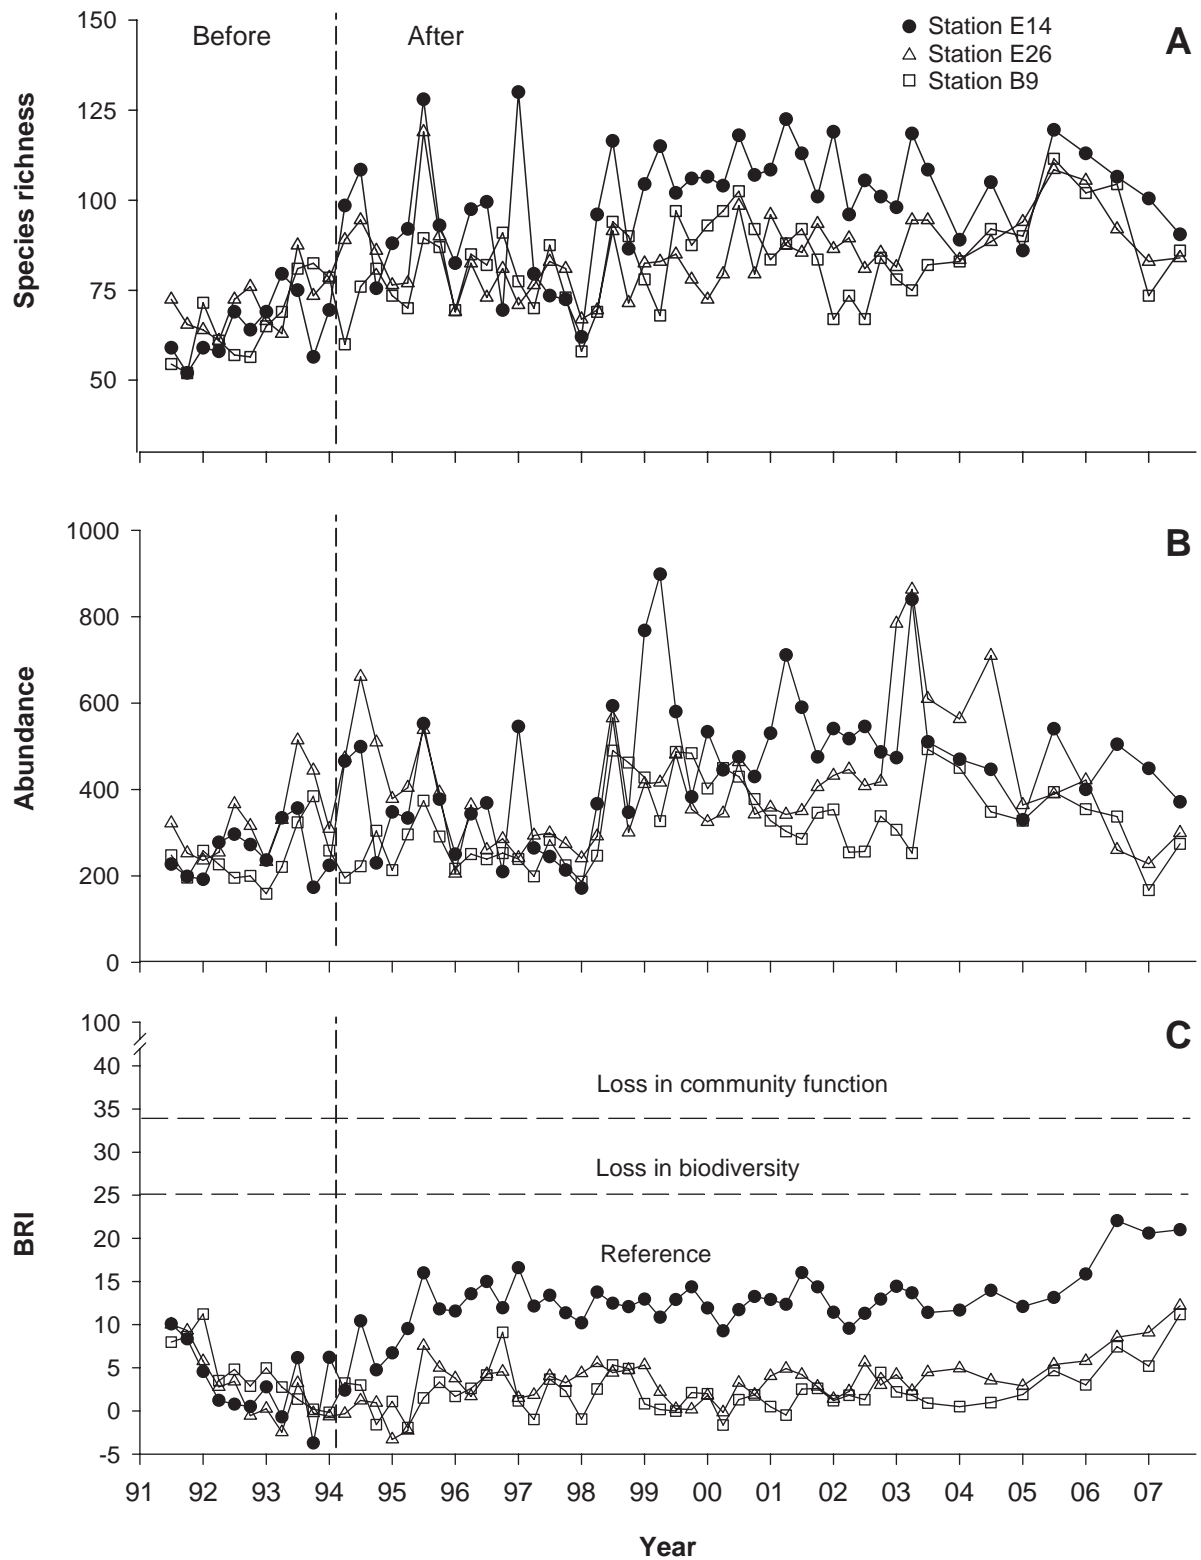 150
125
100
75
50
Species richness
Before
After
Station E14
Station E26
Station B9
A
1000
800
600
400
200
0
Abundance
B
100
40
35
30
25
20
15
10
5
0
-5
BRI
C
Loss in community function
Loss in biodiversity
Reference
91 92 93 94 95 96 97 98 99 00 01 02 03 04 05 06 07
Year